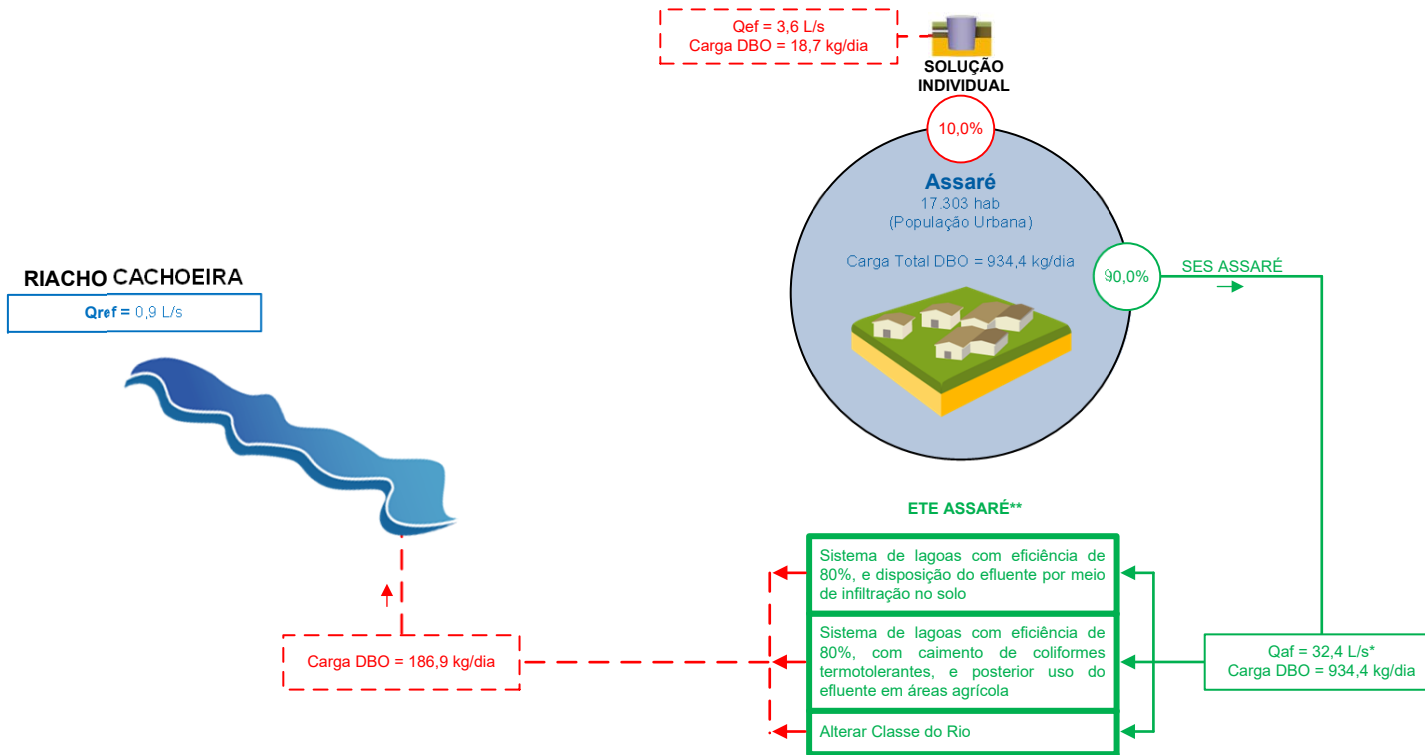 Qef = 3,6 L/s
Carga DBO = 18,7 kg/dia
SOLUÇÃO
INDIVIDUAL
10,0%
Assaré
17.303 hab
(População Urbana)
Carga Total DBO = 934,4 kg/dia
90,0%
SES ASSARÉ
RIACHO CACHOEIRA
Qref = 0,9 L/s
ETE ASSARÉ**
Sistema de lagoas com eficiência de
80%, e disposição do efluente por meio
de infiltração no solo
Sistema de lagoas com eficiência de
80%, com caimento de coliformes
termotolerantes, e posterior uso do
efluente em áreas agrícola
Alterar Classe do Rio
Carga DBO = 186,9 kg/dia
Qaf = 32,4 L/s*
Carga DBO = 934,4 kg/dia